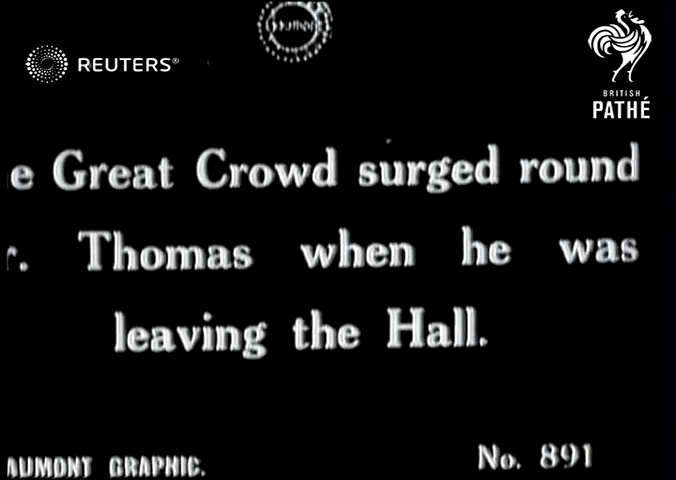 REUTERS®
BRITISH
PATHÉ
e Great Crowd surged round
r. Thomas when he was
leaving the Hall.
AUMONT GRAPHIC.
No. 891